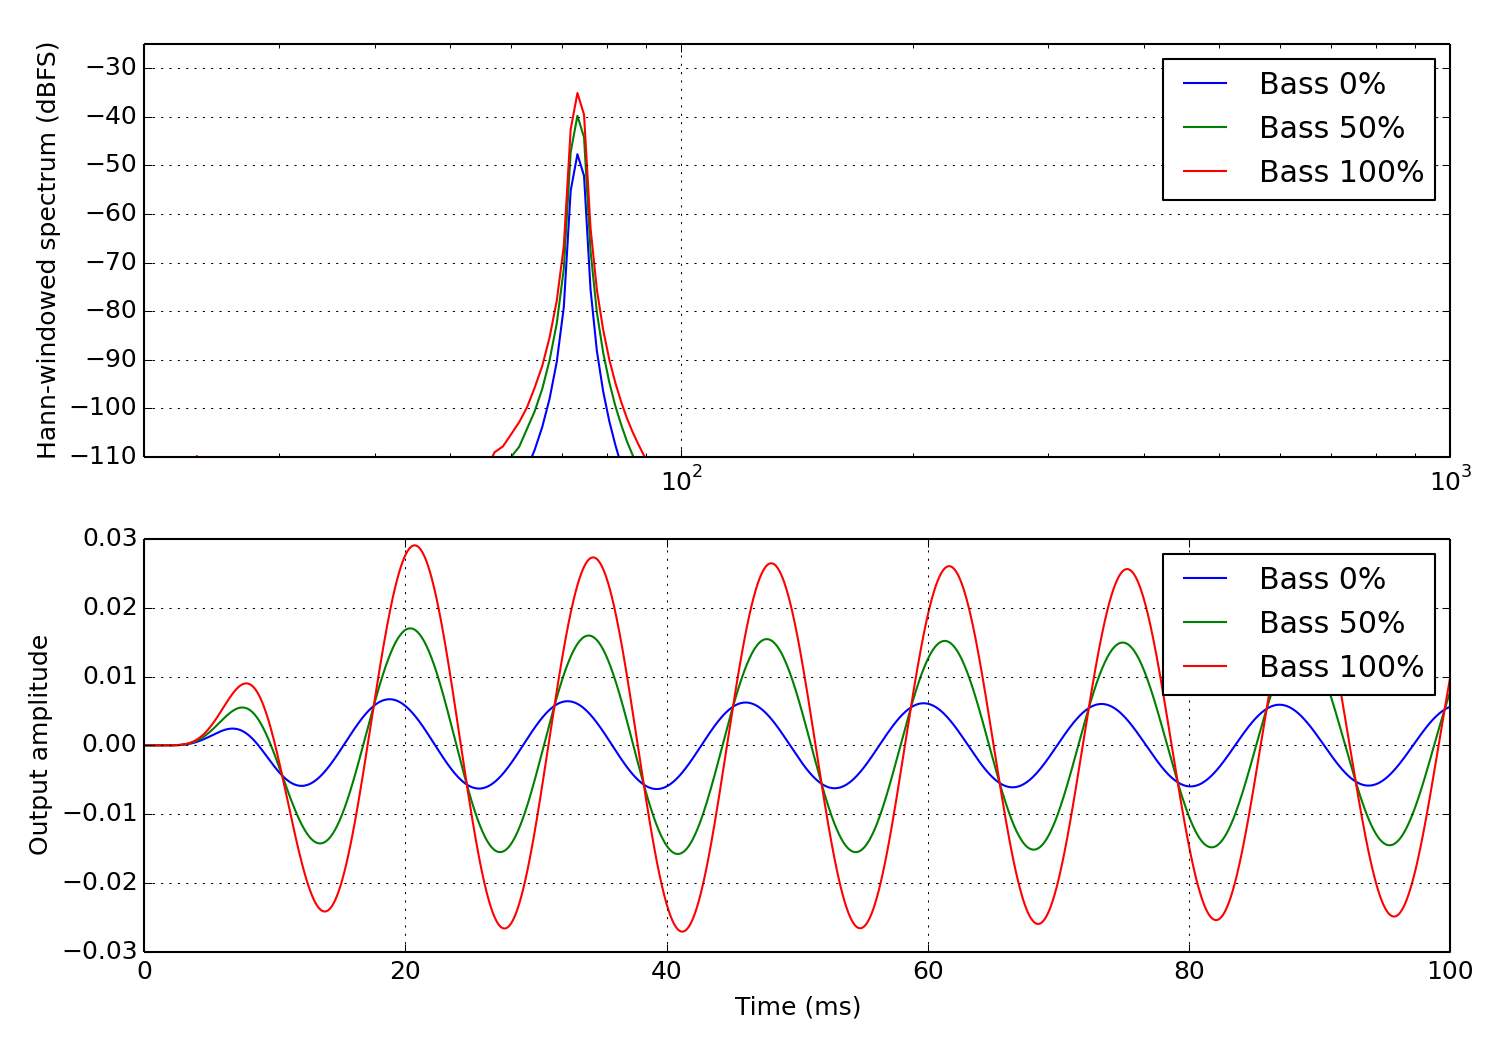 Hann-windowed spectrum (dBFS)
−30
−40
−50
−60
−70
−80
−90
−100
−110
10²
10³
Bass 0%
Bass 50%
Bass 100%
Output amplitude
0.03
0.02
0.01
0.00
−0.01
−0.02
−0.03
0 20 40 60 80 100
Time (ms)
Bass 0%
Bass 50%
Bass 100%